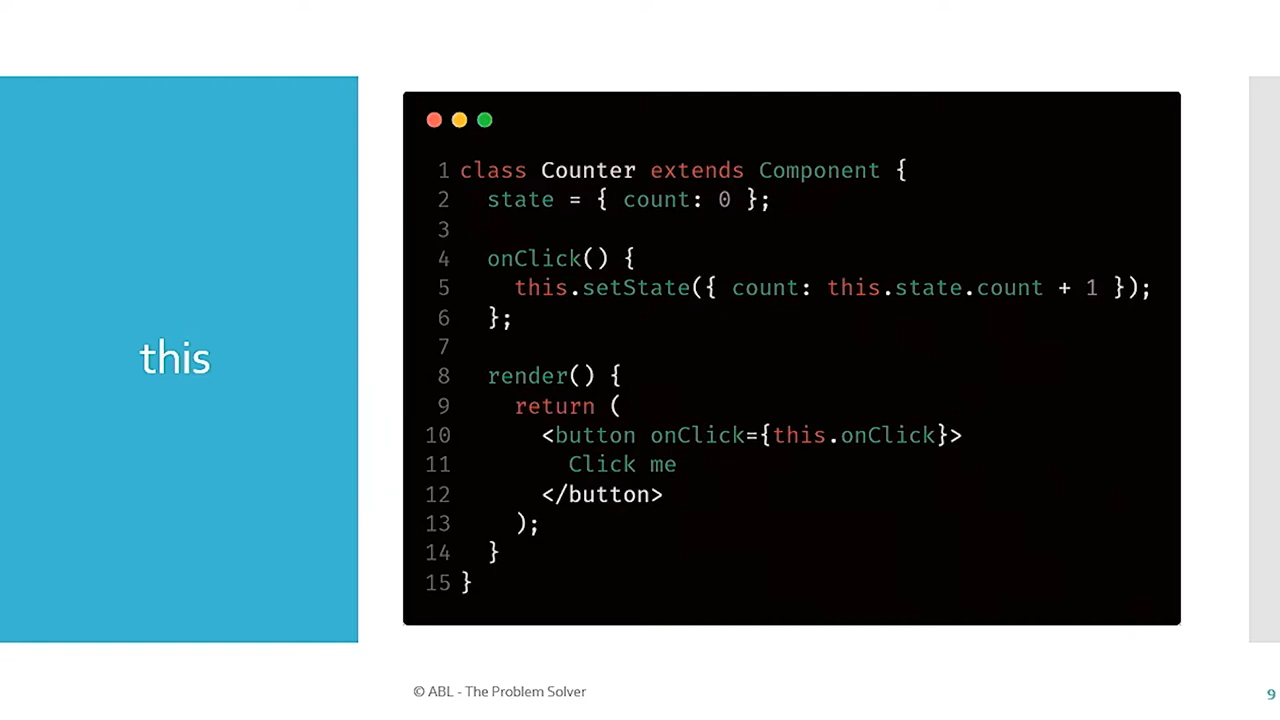 this
1 class Counter extends Component {
2   state = { count: 0 };
3
4   onClick() {
5     this.setState({ count: this.state.count + 1 });
6   };
7
8   render() {
9     return (
10       <button onClick={this.onClick}>
11         Click me
12       </button>
13     );
14   }
15 }
© ABL - The Problem Solver
9